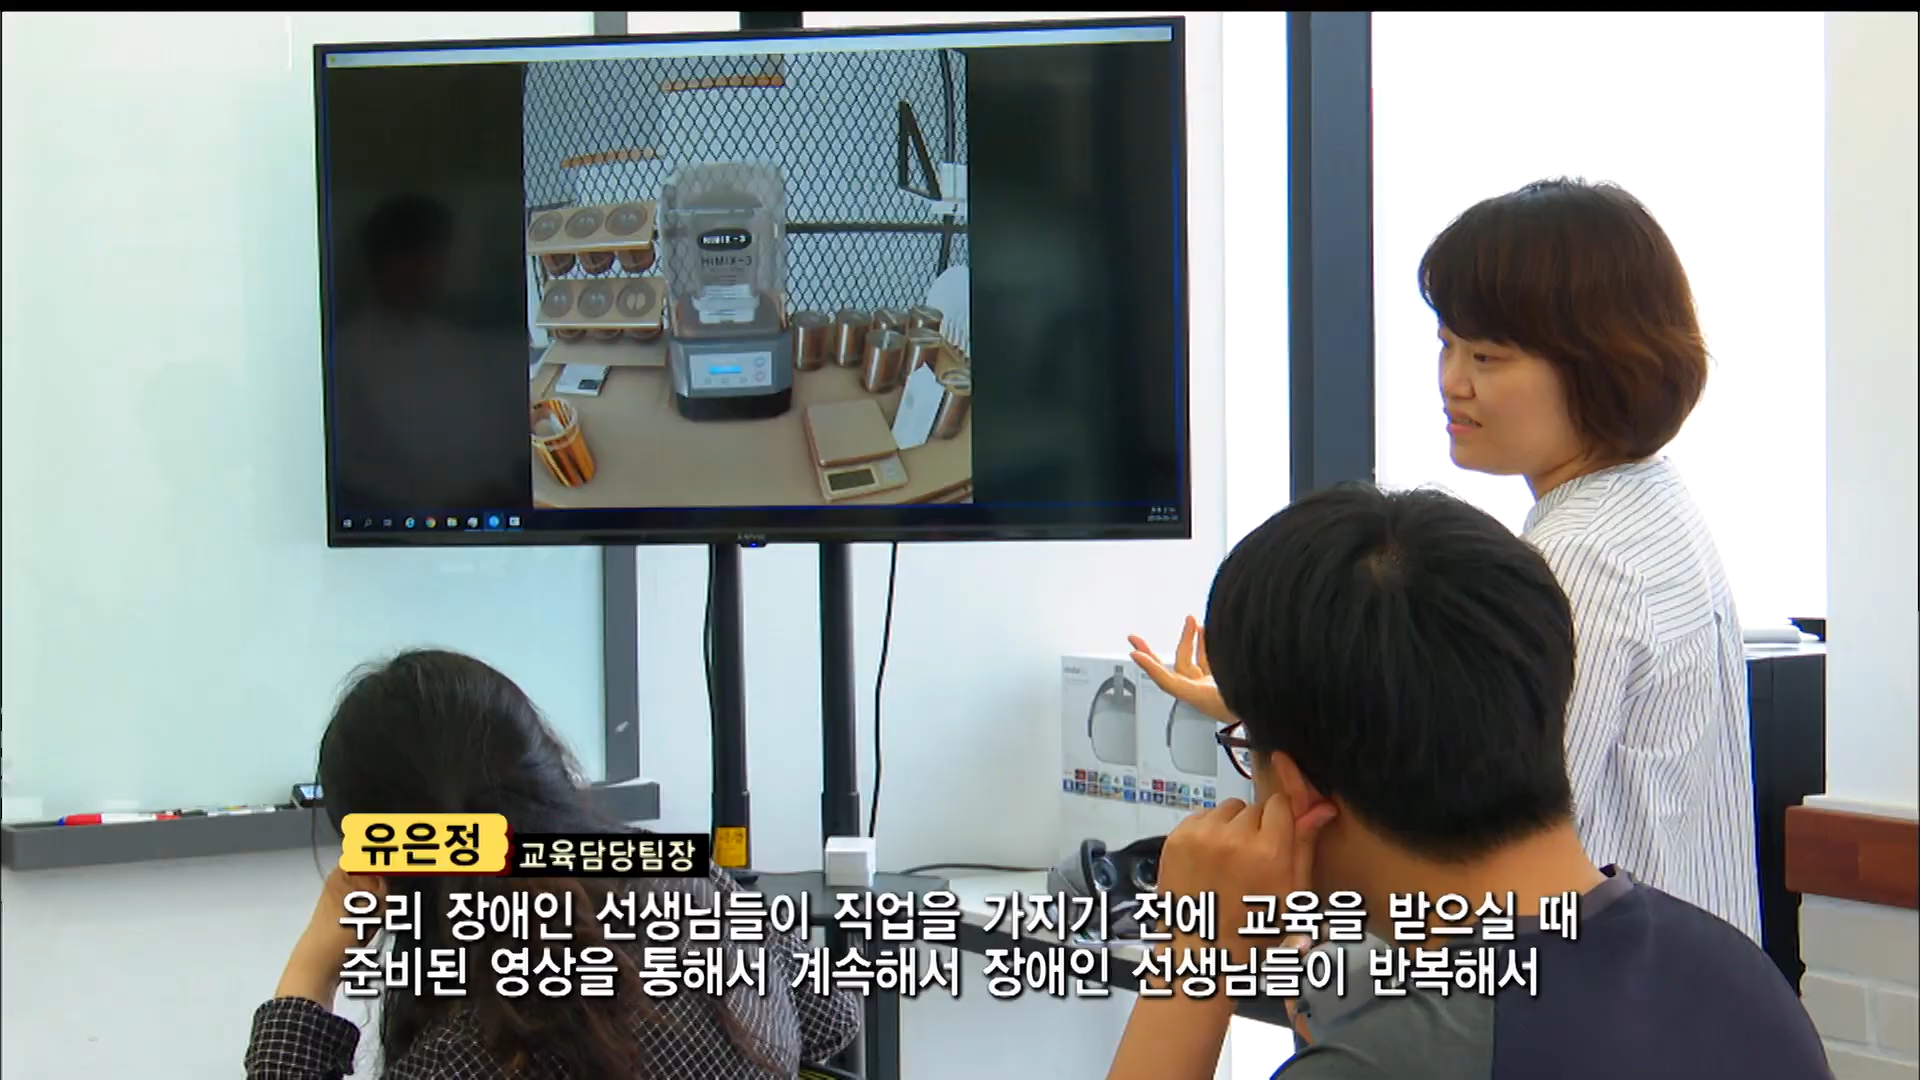 HIMIX-3
HIMIX-3
유은정 교육담당팀장
우리 장애인 선생님들이 직업을 가지기 전에 교육을 받으실 때
준비된 영상을 통해서 계속해서 장애인 선생님들이 반복해서